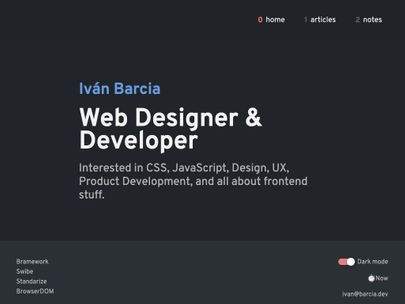 0 home 1 articles 2 notes
Iván Barcia
Web Designer &
Developer
Interested in CSS, JavaScript, Design, UX,
Product Development, and all about frontend
stuff.
Bramework
Swibe
Standarize
BrowserDOM
Dark mode
Now
ivan@barcia.dev